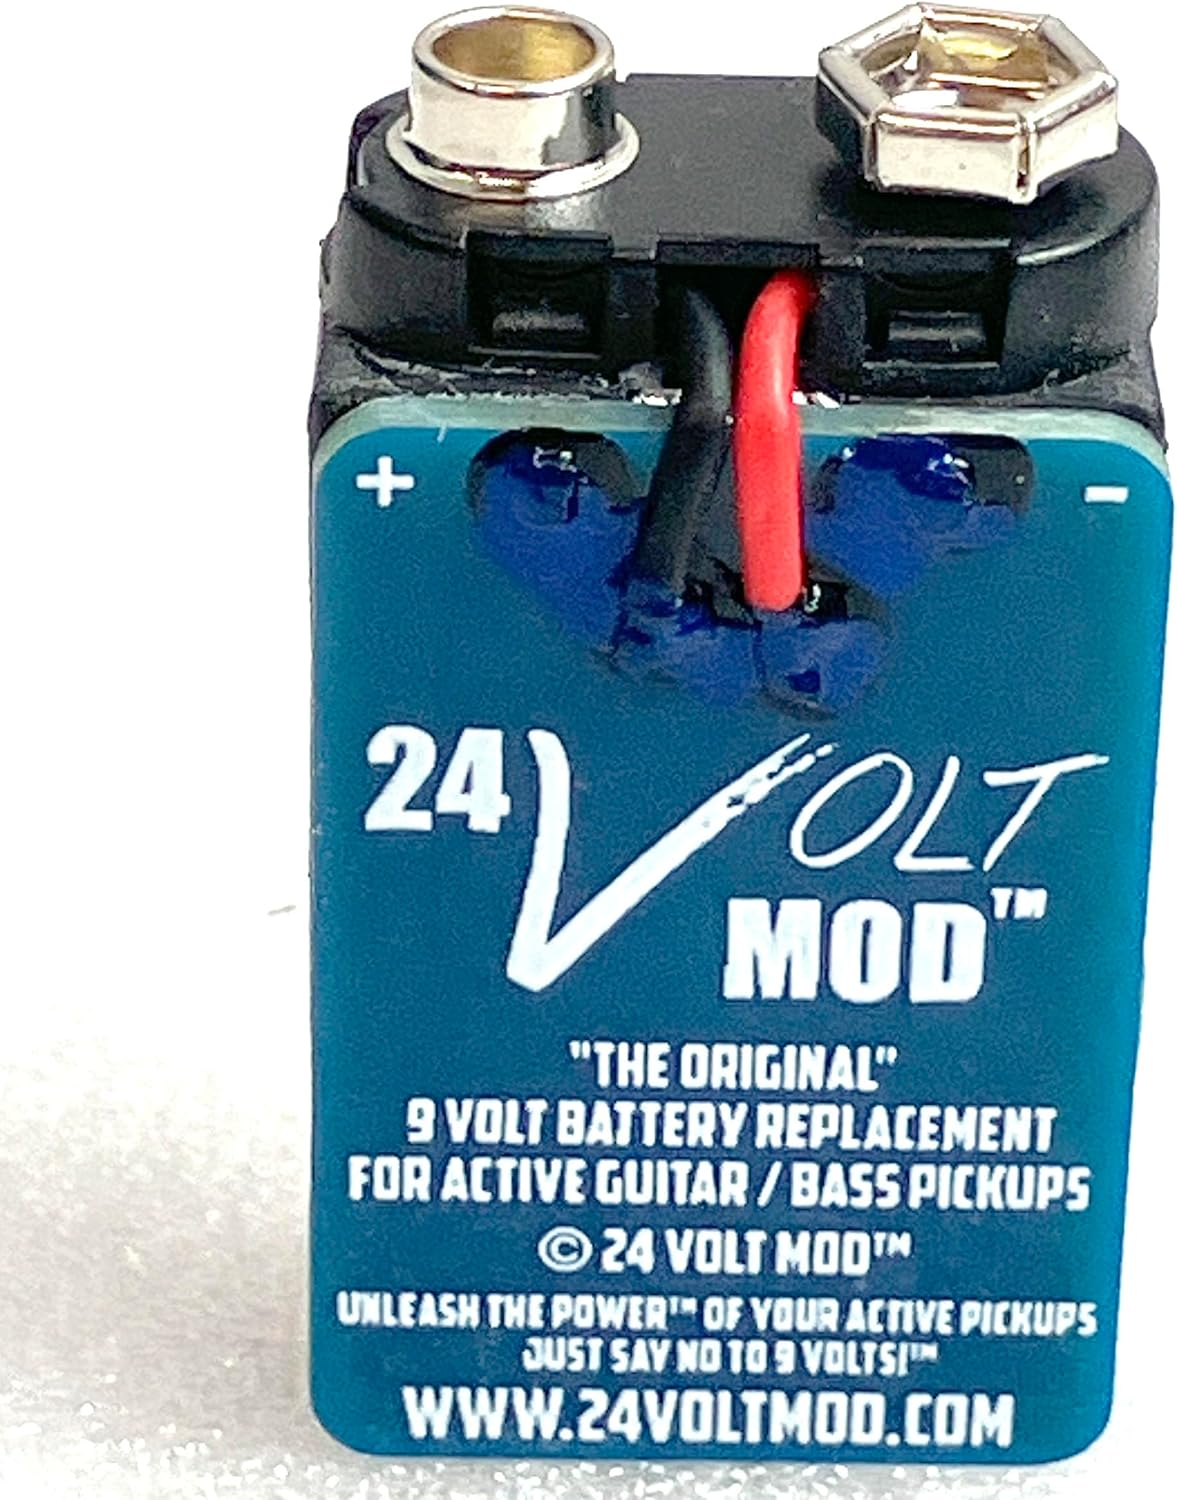 + -
24 VOLT
MOD™
"THE ORIGINAL"
9 VOLT BATTERY REPLACEMENT
FOR ACTIVE GUITAR / BASS PICKUPS
© 24 VOLT MOD™
UNLEASH THE POWER™ OF YOUR ACTIVE PICKUPS
JUST SAY NO TO 9 VOLTS!™
WWW.24VOLTMOD.COM